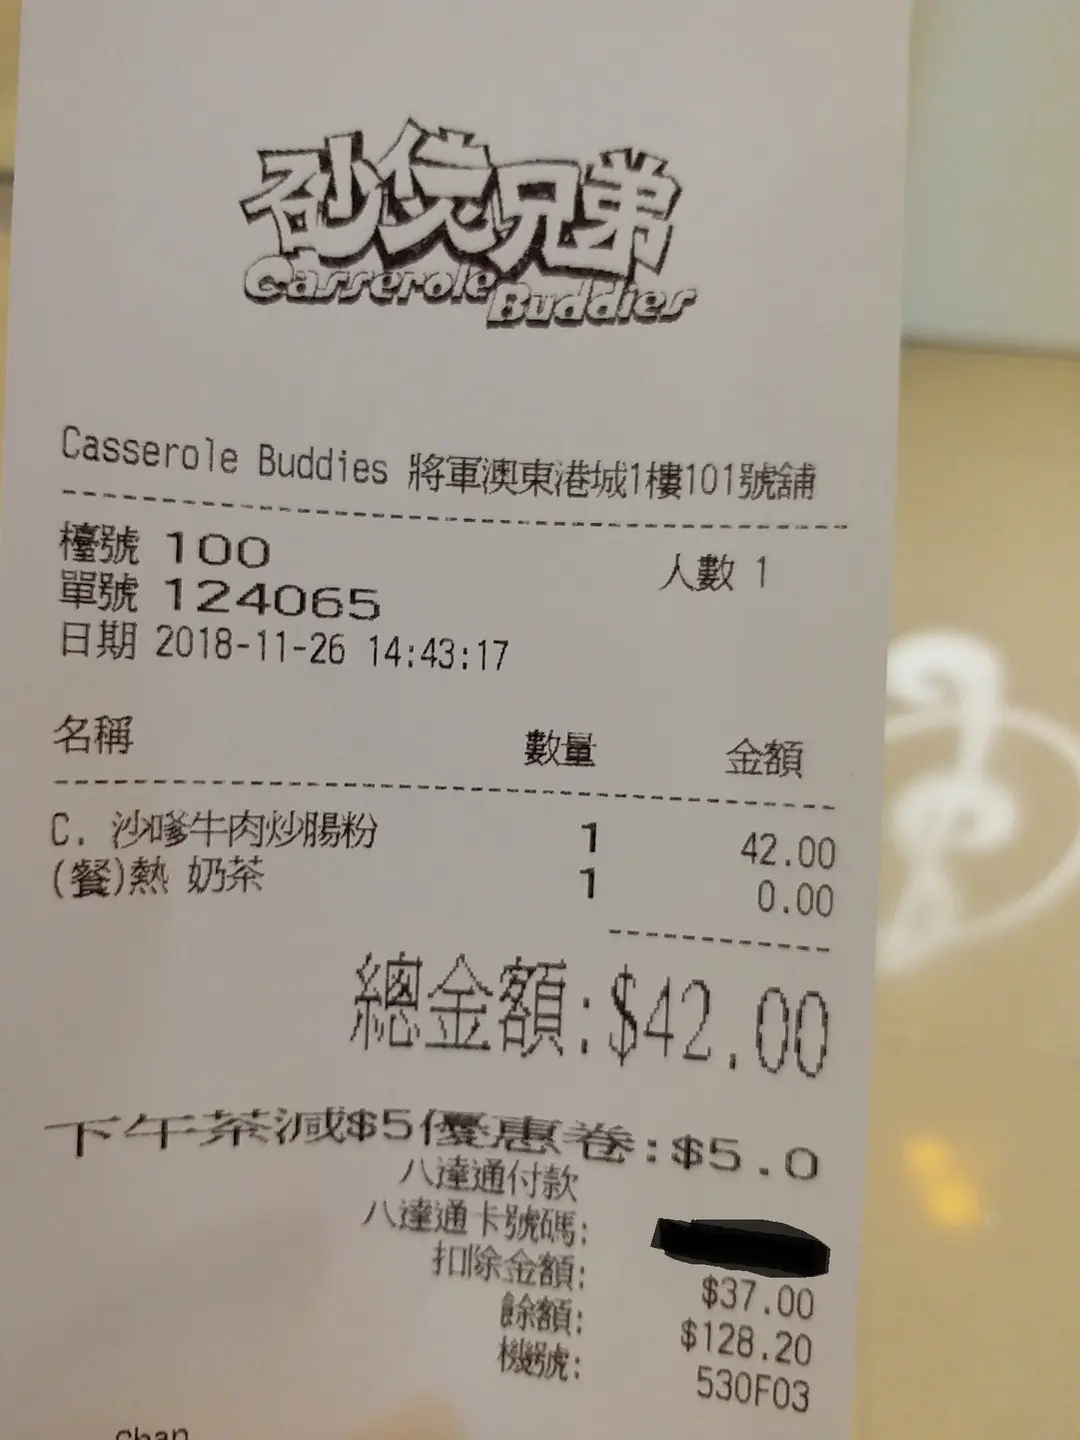 砂煲兄弟
Casserole Buddies
Casserole Buddies 將軍澳東港城1樓101號舖
檯號 100 人數 1
單號 124065
日期 2018-11-26 14:43:17
名稱 數量 金額
C. 沙嗲牛肉炒腸粉 1 42.00
(餐)熱 奶茶 1 0.00
總金額:$42.00
下午茶減$5優惠卷:$5.0
八達通付款
八達通卡號碼:
扣除金額: $37.00
餘額: $128.20
機號: 530F03
chan